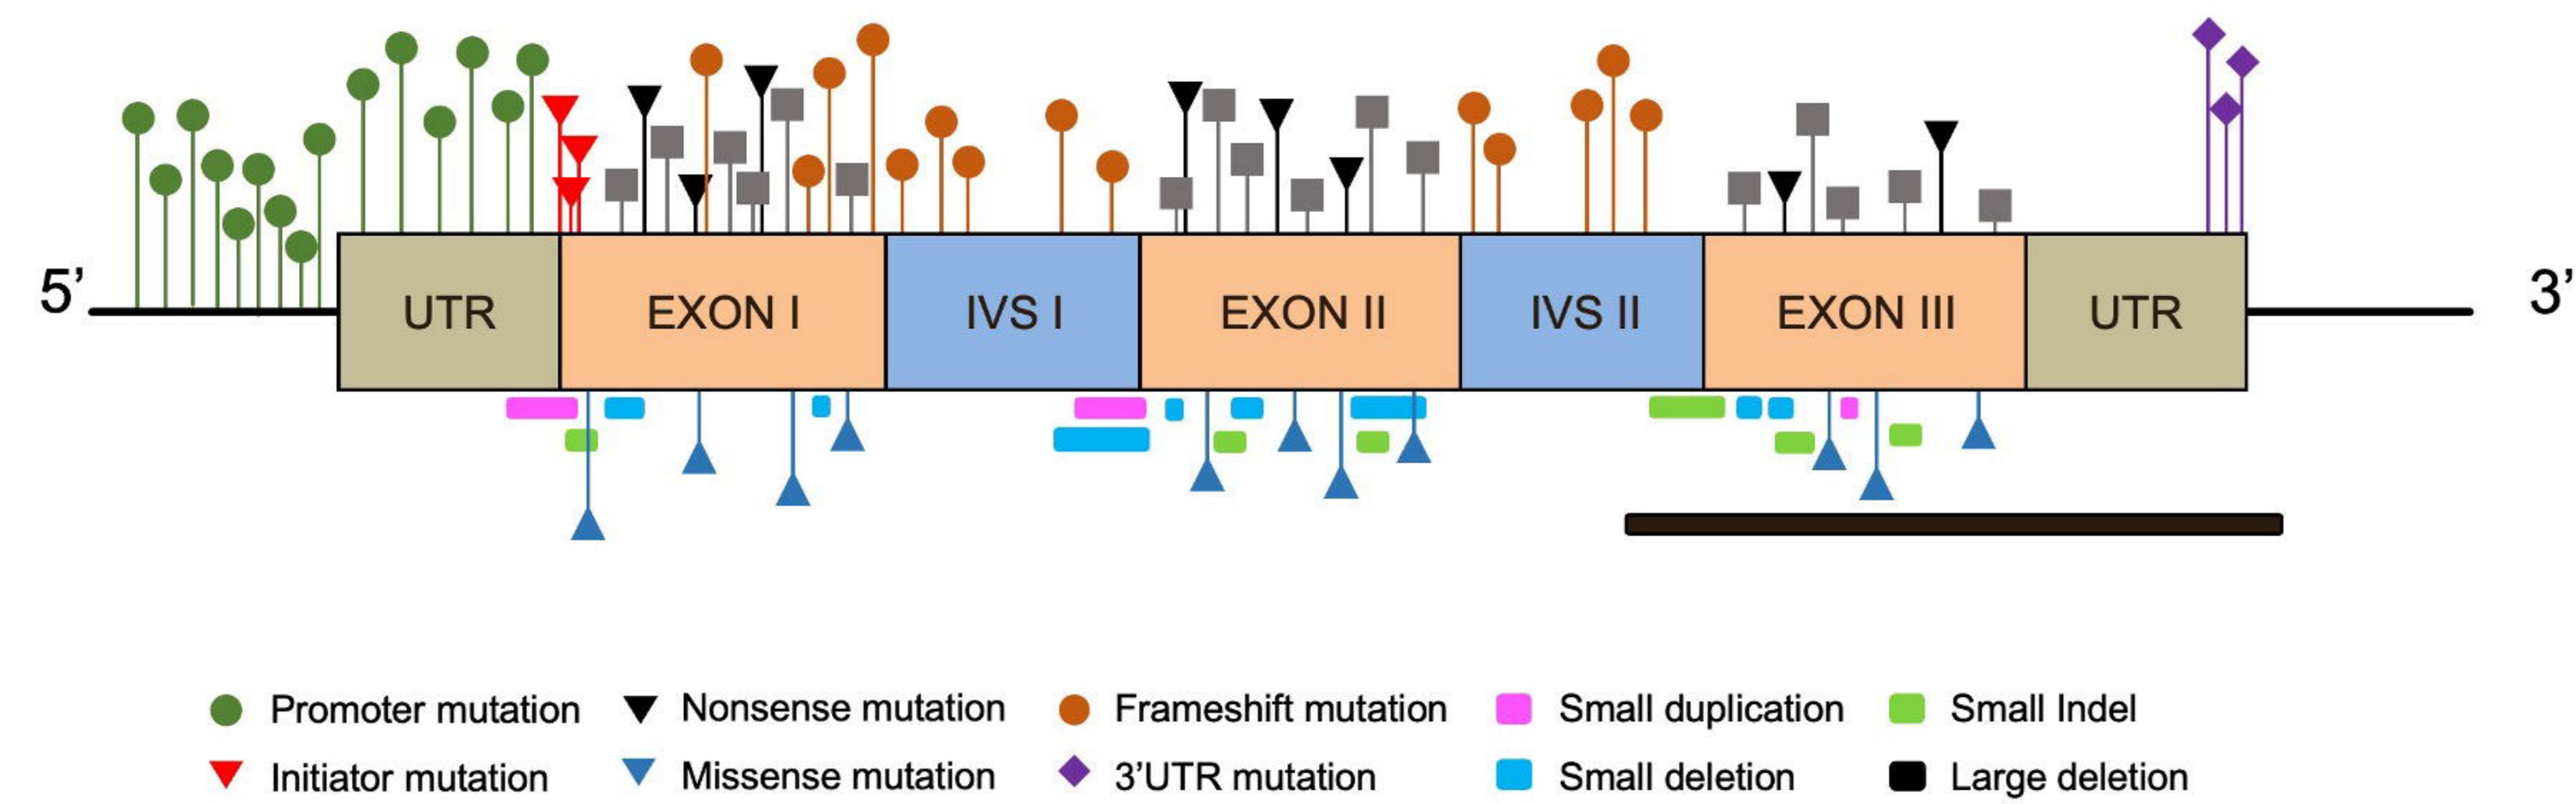 5’ UTR EXON I IVS I EXON II IVS II EXON III UTR 3’
Promoter mutation Nonsense mutation Frameshift mutation Small duplication Small Indel
Initiator mutation Missense mutation 3’UTR mutation Small deletion Large deletion